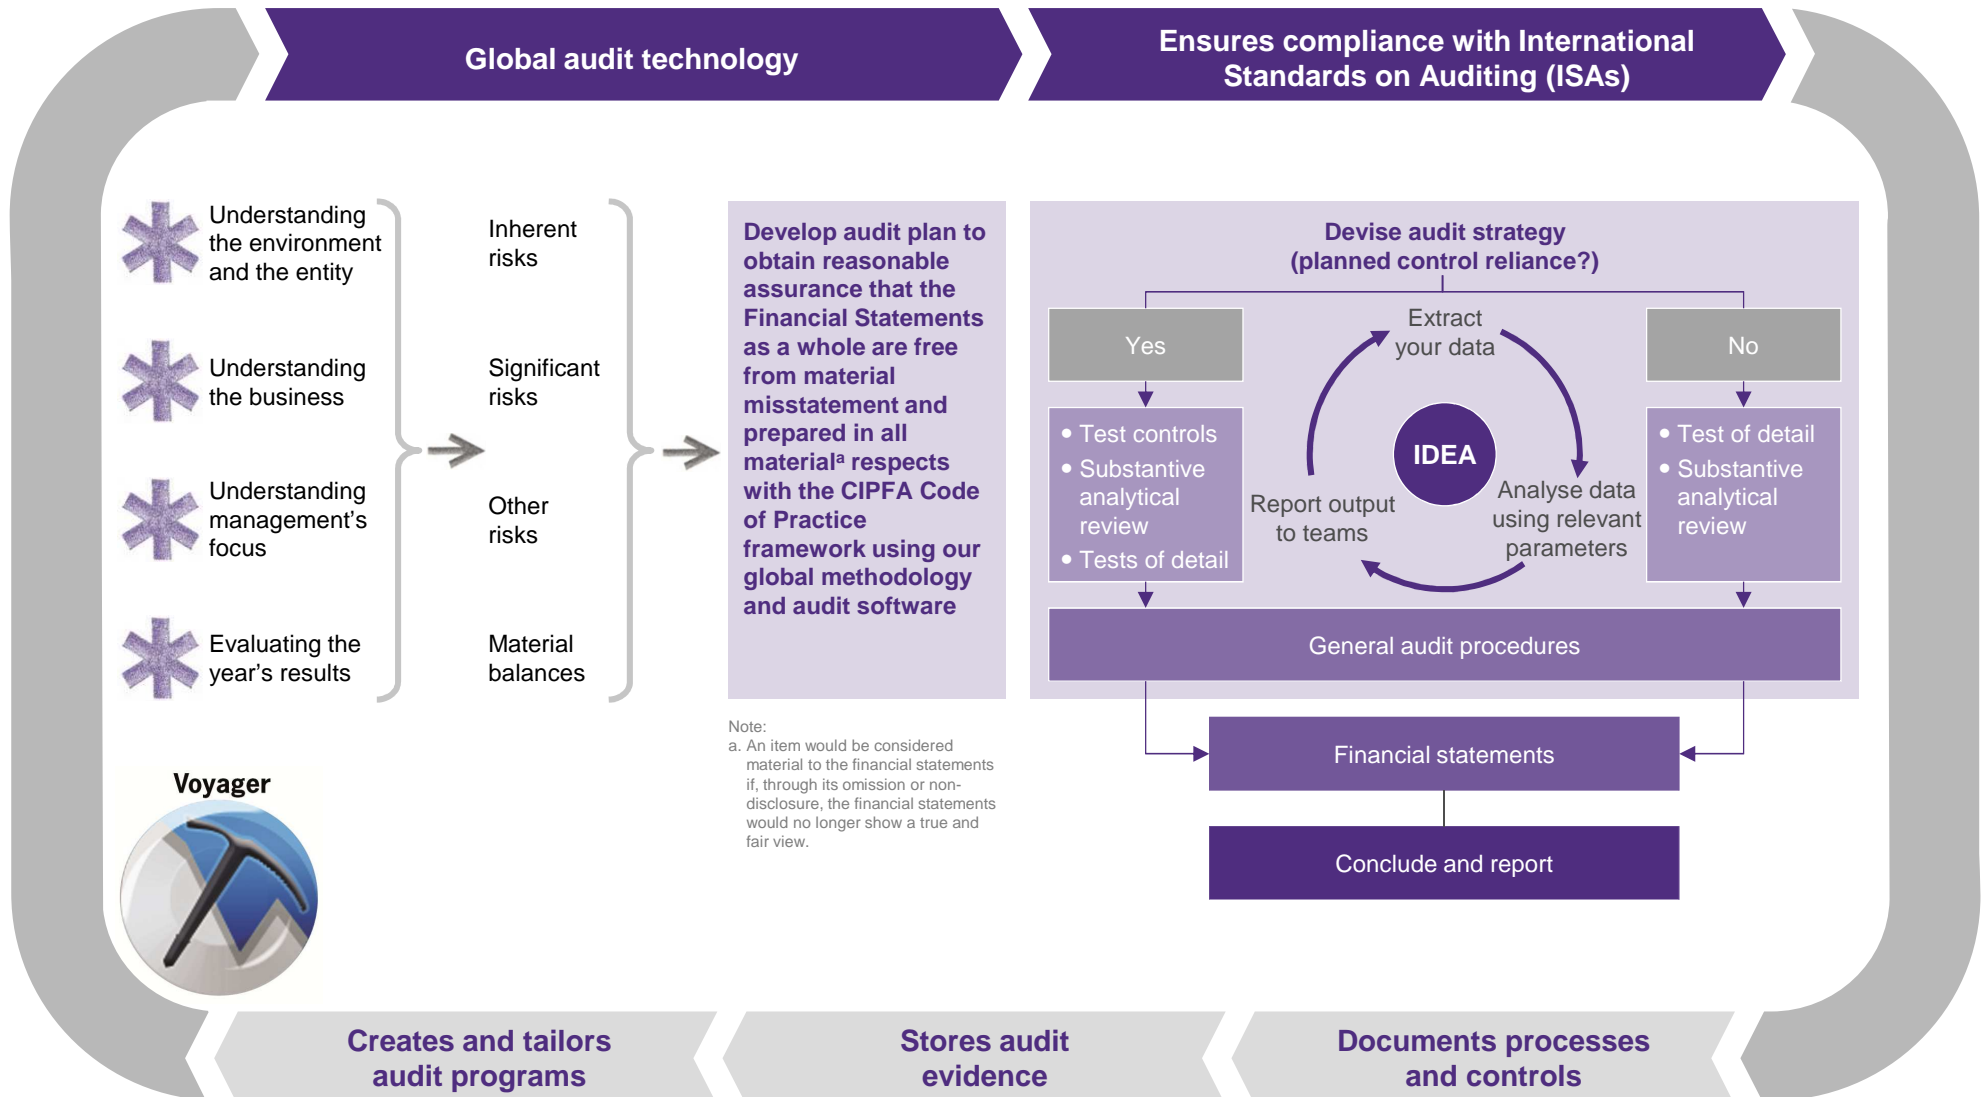 Global audit technology
Ensures compliance with International
Standards on Auditing (ISAs)
Understanding
the environment
and the entity
Understanding
the business
Understanding
management’s
focus
Evaluating the
year’s results
Inherent
risks
Significant
risks
Other
risks
Material
balances
Develop audit plan to
obtain reasonable
assurance that the
Financial Statements
as a whole are free
from material
misstatement and
prepared in all
materialᵃ respects
with the CIPFA Code
of Practice
framework using our
global methodology
and audit software
Note:
a. An item would be considered
material to the financial statements
if, through its omission or non-
disclosure, the financial statements
would no longer show a true and
fair view.
Devise audit strategy
(planned control reliance?)
Yes
• Test controls
• Substantive
analytical
review
• Tests of detail
Extract
your data
IDEA
Analyse data
using relevant
parameters
Report output
to teams
No
• Test of detail
• Substantive
analytical
review
General audit procedures
Financial statements
Conclude and report
Voyager
Creates and tailors
audit programs
Stores audit
evidence
Documents processes
and controls